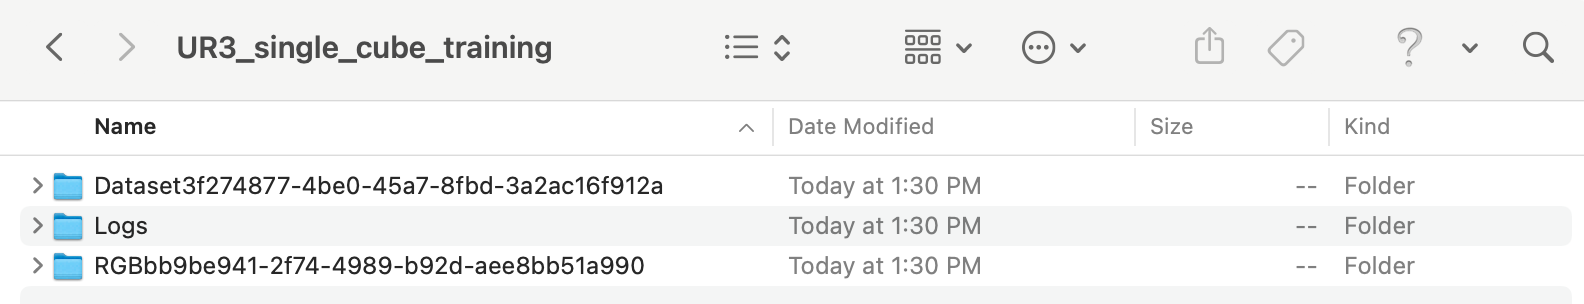 UR3_single_cube_training
Name Date Modified Size Kind
Dataset3f274877-4be0-45a7-8fbd-3a2ac16f912a Today at 1:30 PM -- Folder
Logs Today at 1:30 PM -- Folder
RGBbb9be941-2f74-4989-b92d-aee8bb51a990 Today at 1:30 PM -- Folder